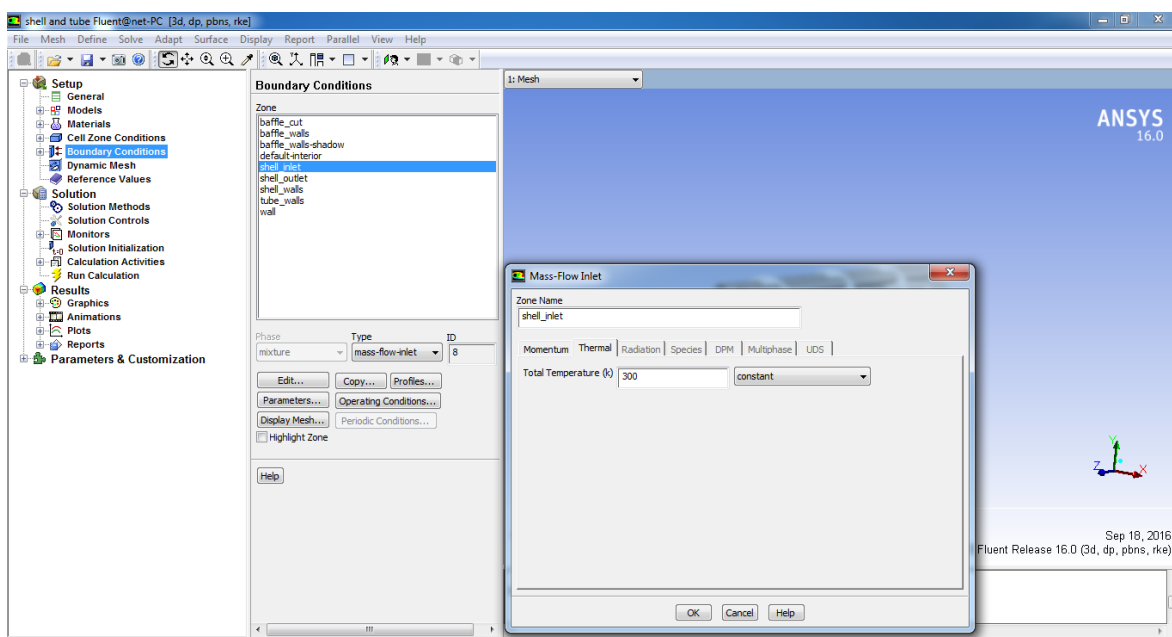 shell and tube Fluent@net-PC [3d, dp, pbns, rke]
File Mesh Define Solve Adapt Surface Display Report Parallel View Help
Setup
General
Models
Materials
Cell Zone Conditions
Boundary Conditions
Dynamic Mesh
Reference Values
Solution
Solution Methods
Solution Controls
Monitors
Solution Initialization
Calculation Activities
Run Calculation
Results
Graphics
Animations
Plots
Reports
Parameters & Customization
Boundary Conditions
Zone
baffle_cut
baffle_walls
baffle_walls-shadow
default-interior
shell_inlet
shell_outlet
shell_walls
tube_walls
wall
Phase Type ID
mixture mass-flow-inlet 8
Edit... Copy... Profiles...
Parameters... Operating Conditions...
Display Mesh... Periodic Conditions...
Highlight Zone
Help
1: Mesh
ANSYS
16.0
Mass-Flow Inlet
Zone Name
shell_inlet
Momentum Thermal Radiation Species DPM Multiphase UDS
Total Temperature (k) 300 constant
OK Cancel Help
Y
Z
X
Sep 18, 2016
Fluent Release 16.0 (3d, dp, pbns, rke)